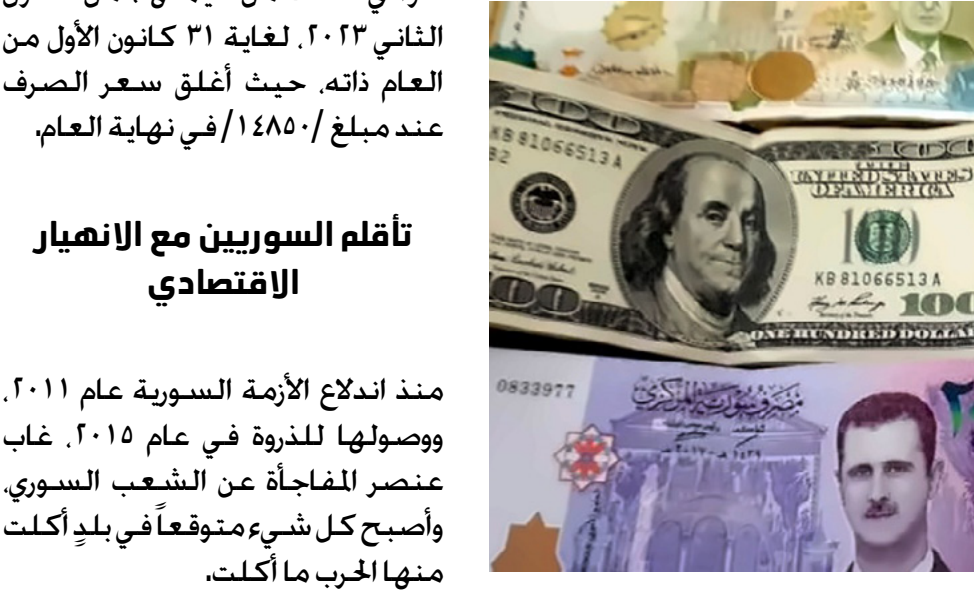 الثاني ٢٠٢٣، لغاية ٣١ كانون الأول من
العام ذاته، حيث أغلق سعر الصرف
عند مبلغ /١٤٨٥٠/ في نهاية العام.
تأقلم السوريين مع الانهيار
الاقتصادي
منذ اندلاع الأزمة السورية عام ٢٠١١،
ووصولها للذروة في عام ٢٠١٥، غاب
عنصر المفاجأة عن الشعب السوري،
وأصبح كل شيء متوقعاً في بلدٍ أكلت
منها الحرب ما أكلت.
100
KB 81066513 A
THE UNITED STATES
OF AMERICA
100
KB 81066513 A
100
ONE HUNDRED DOLLA
0833977
مصرف سورية المركزي